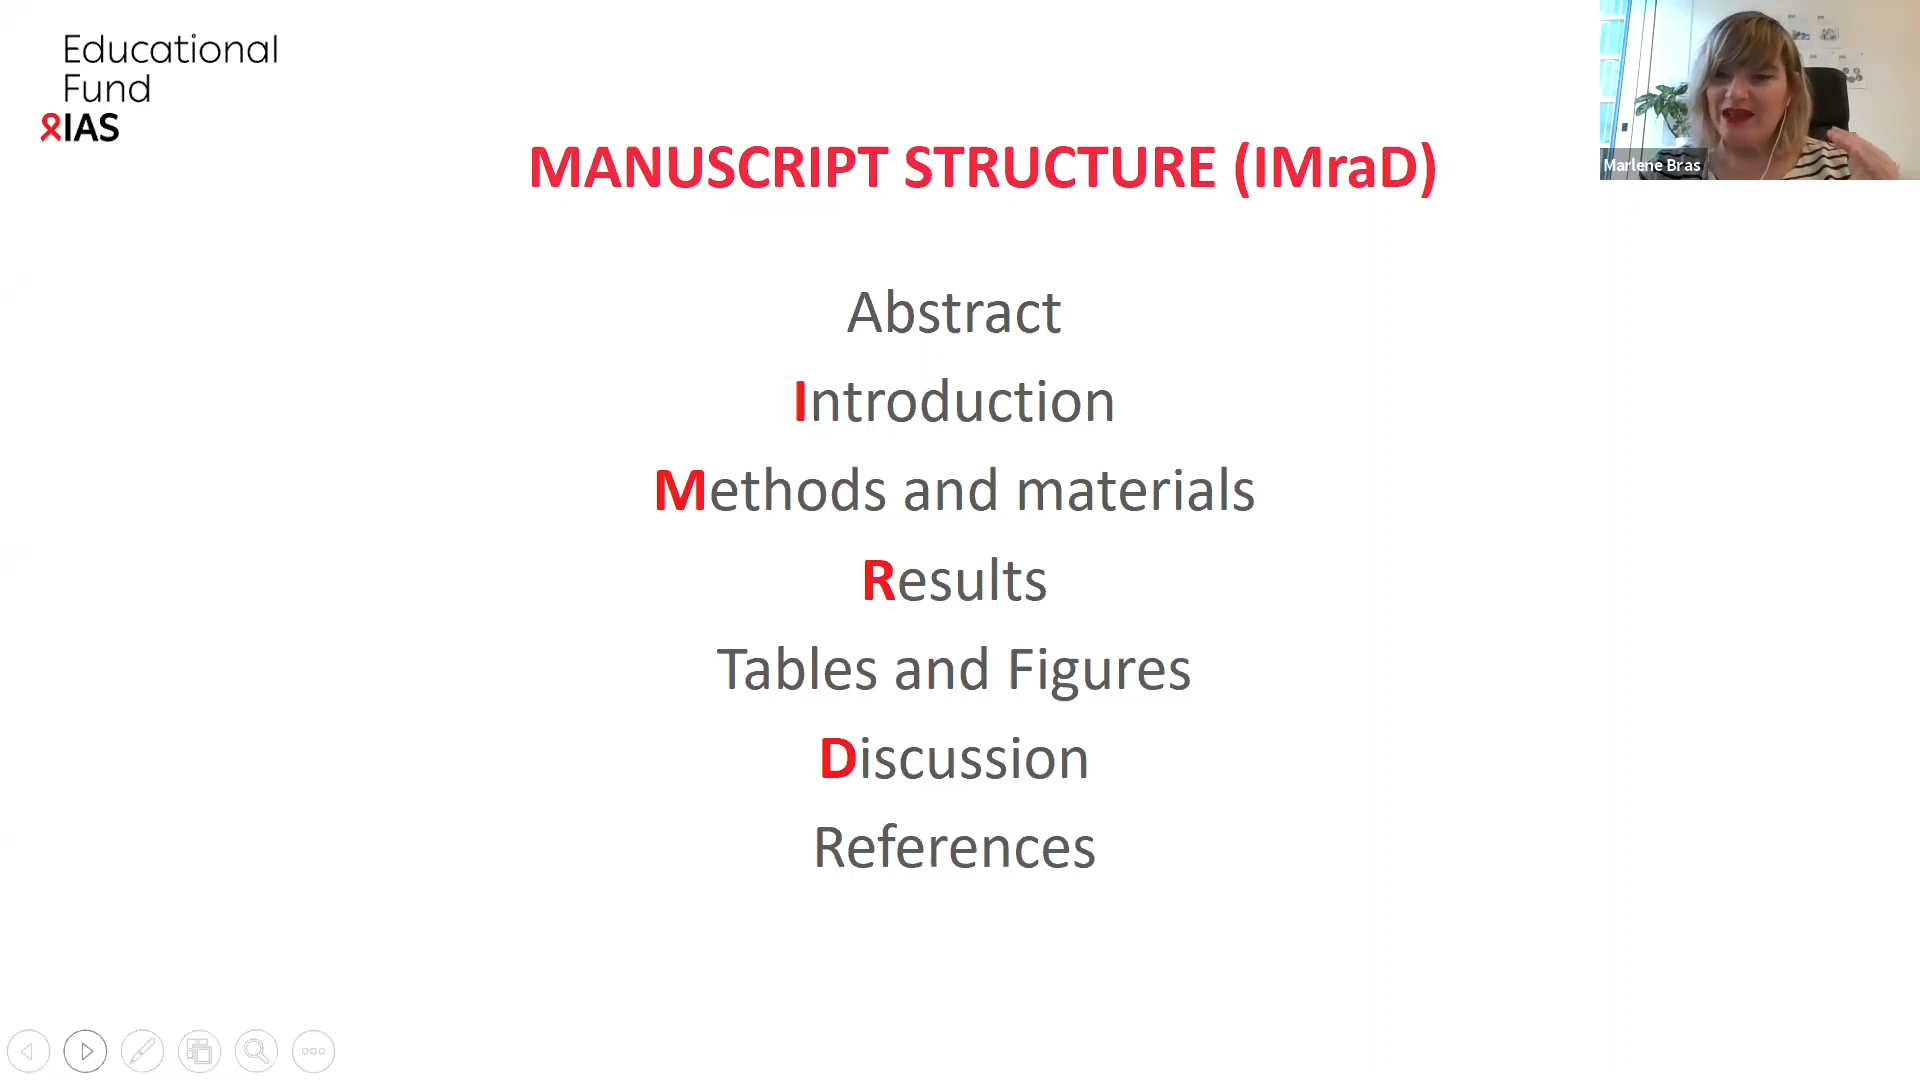 Educational
Fund
IAS
Marlene Bras
MANUSCRIPT STRUCTURE (IMraD)
Abstract
Introduction
Methods and materials
Results
Tables and Figures
Discussion
References